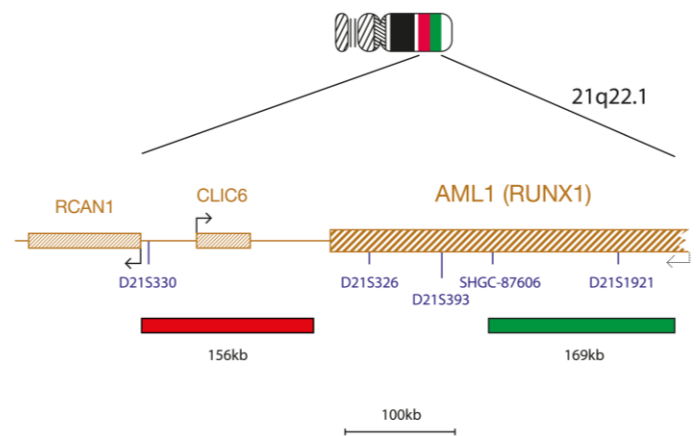 21q22.1
RCAN1
CLIC6
AML1 (RUNX1)
D21S330
D21S326
D21S393
SHGC-87606
D21S1921
156kb
169kb
100kb